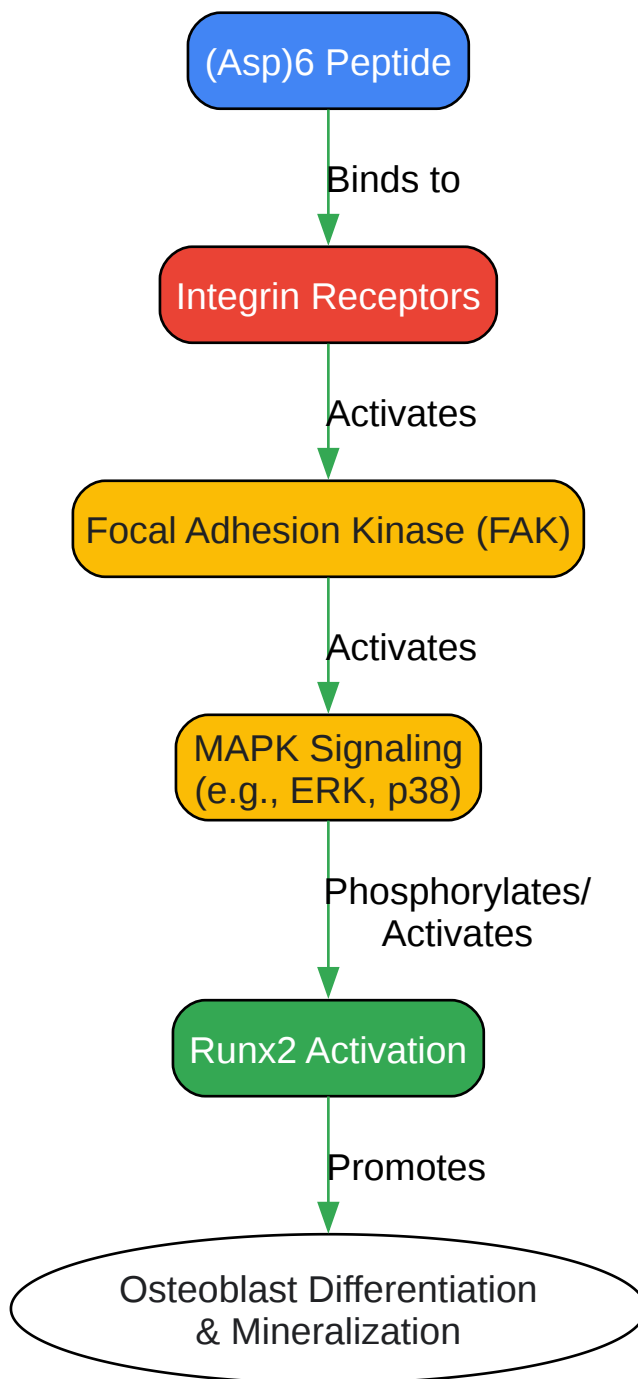 (Asp)6 Peptide
Binds to
Integrin Receptors
Activates
Focal Adhesion Kinase (FAK)
Activates
MAPK Signaling
(e.g., ERK, p38)
Phosphorylates/
Activates
Runx2 Activation
Promotes
Osteoblast Differentiation
& Mineralization